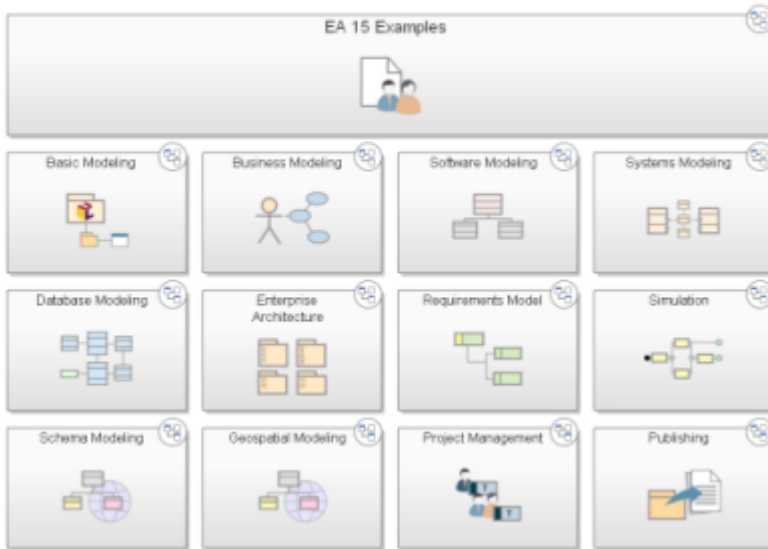 EA 15 Examples
Basic Modeling
Business Modeling
Software Modeling
Systems Modeling
Database Modeling
Enterprise
Architecture
Requirements Model
Simulation
Schema Modeling
Geospatial Modeling
Project Management
Publishing
T
T